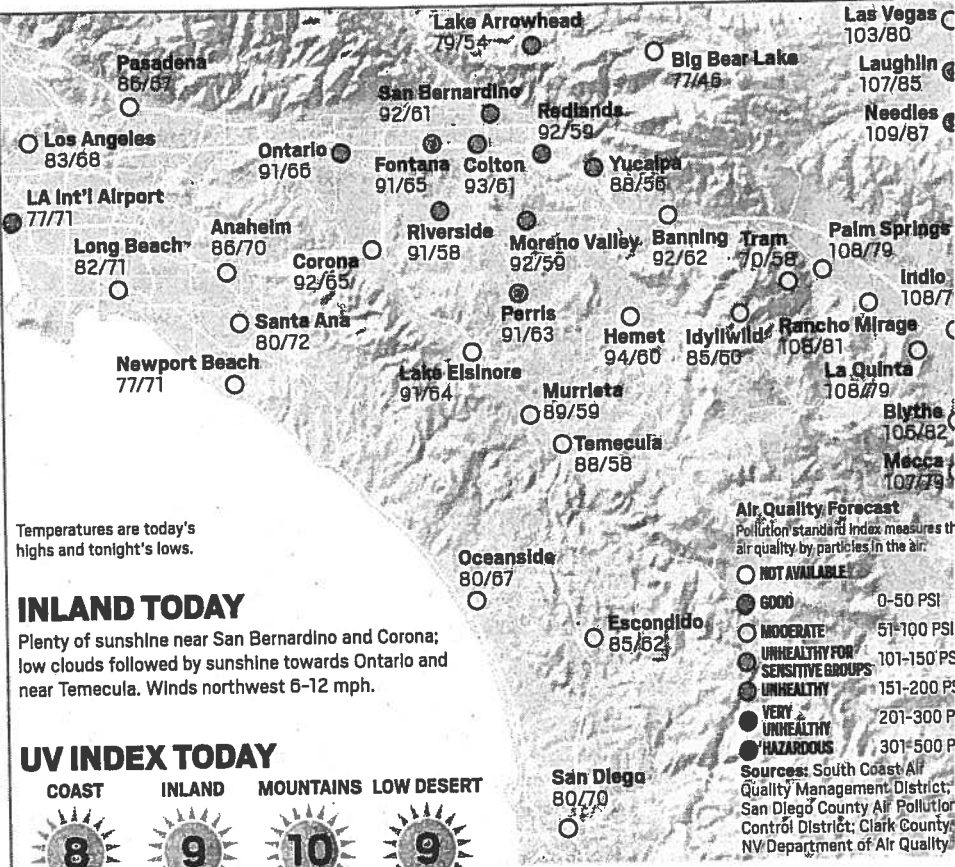 Lake Arrowhead
79/54
Las Vegas
103/80
Big Bear Lake
77/46
Laughlin
107/85
Pasadena
86/67
San Bernardino
92/61
Redlands
92/59
Needles
109/87
Los Angeles
83/68
Ontario
91/66
Fontana
91/65
Colton
93/61
Yucaipa
88/56
LA Int'l Airport
77/71
Anaheim
86/70
Long Beach
82/71
Corona
92/65
Riverside
91/58
Moreno Valley
92/59
Banning
92/62
Tram
70/58
Palm Springs
108/79
Indio
108/7
Santa Ana
80/72
Perris
91/63
Hemet
94/60
Idyllwild
85/60
Rancho Mirage
108/81
Newport Beach
77/71
Lake Elsinore
91/64
La Quinta
108/79
Murrieta
89/59
Blythe
106/82
Temecula
88/58
Mecca
107/79
Temperatures are today's
highs and tonight's lows.
Air Quality Forecast
Pollution standard index measures th
air quality by particles in the air.
NOT AVAILABLE
GOOD 0-50 PSI
MODERATE 51-100 PSI
UNHEALTHY FOR
SENSITIVE GROUPS 101-150 PS
UNHEALTHY 151-200 PS
VERY
UNHEALTHY 201-300 P
HAZARDOUS 301-500 P
Sources: South Coast Air
Quality Management District;
San Diego County Air Pollution
Control District; Clark County,
NV Department of Air Quality
Oceanside
80/67
Escondido
85/62
San Diego
80/70
INLAND TODAY
Plenty of sunshine near San Bernardino and Corona;
low clouds followed by sunshine towards Ontario and
near Temecula. Winds northwest 6-12 mph.
UV INDEX TODAY
COAST INLAND MOUNTAINS LOW DESERT
8 9 10 9